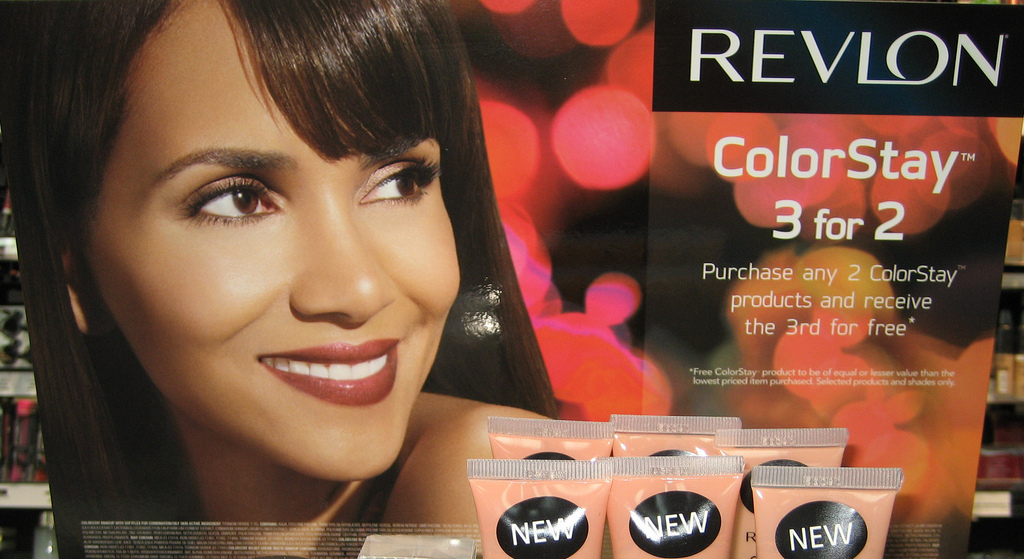 REVLON
ColorStay™
3 for 2
Purchase any 2 ColorStay™
products and receive
the 3rd for free*
*Free ColorStay™ product to be of equal or lesser value than the
lowest priced item purchased. Selected products and shades only.
NEW
NEW
NEW
R